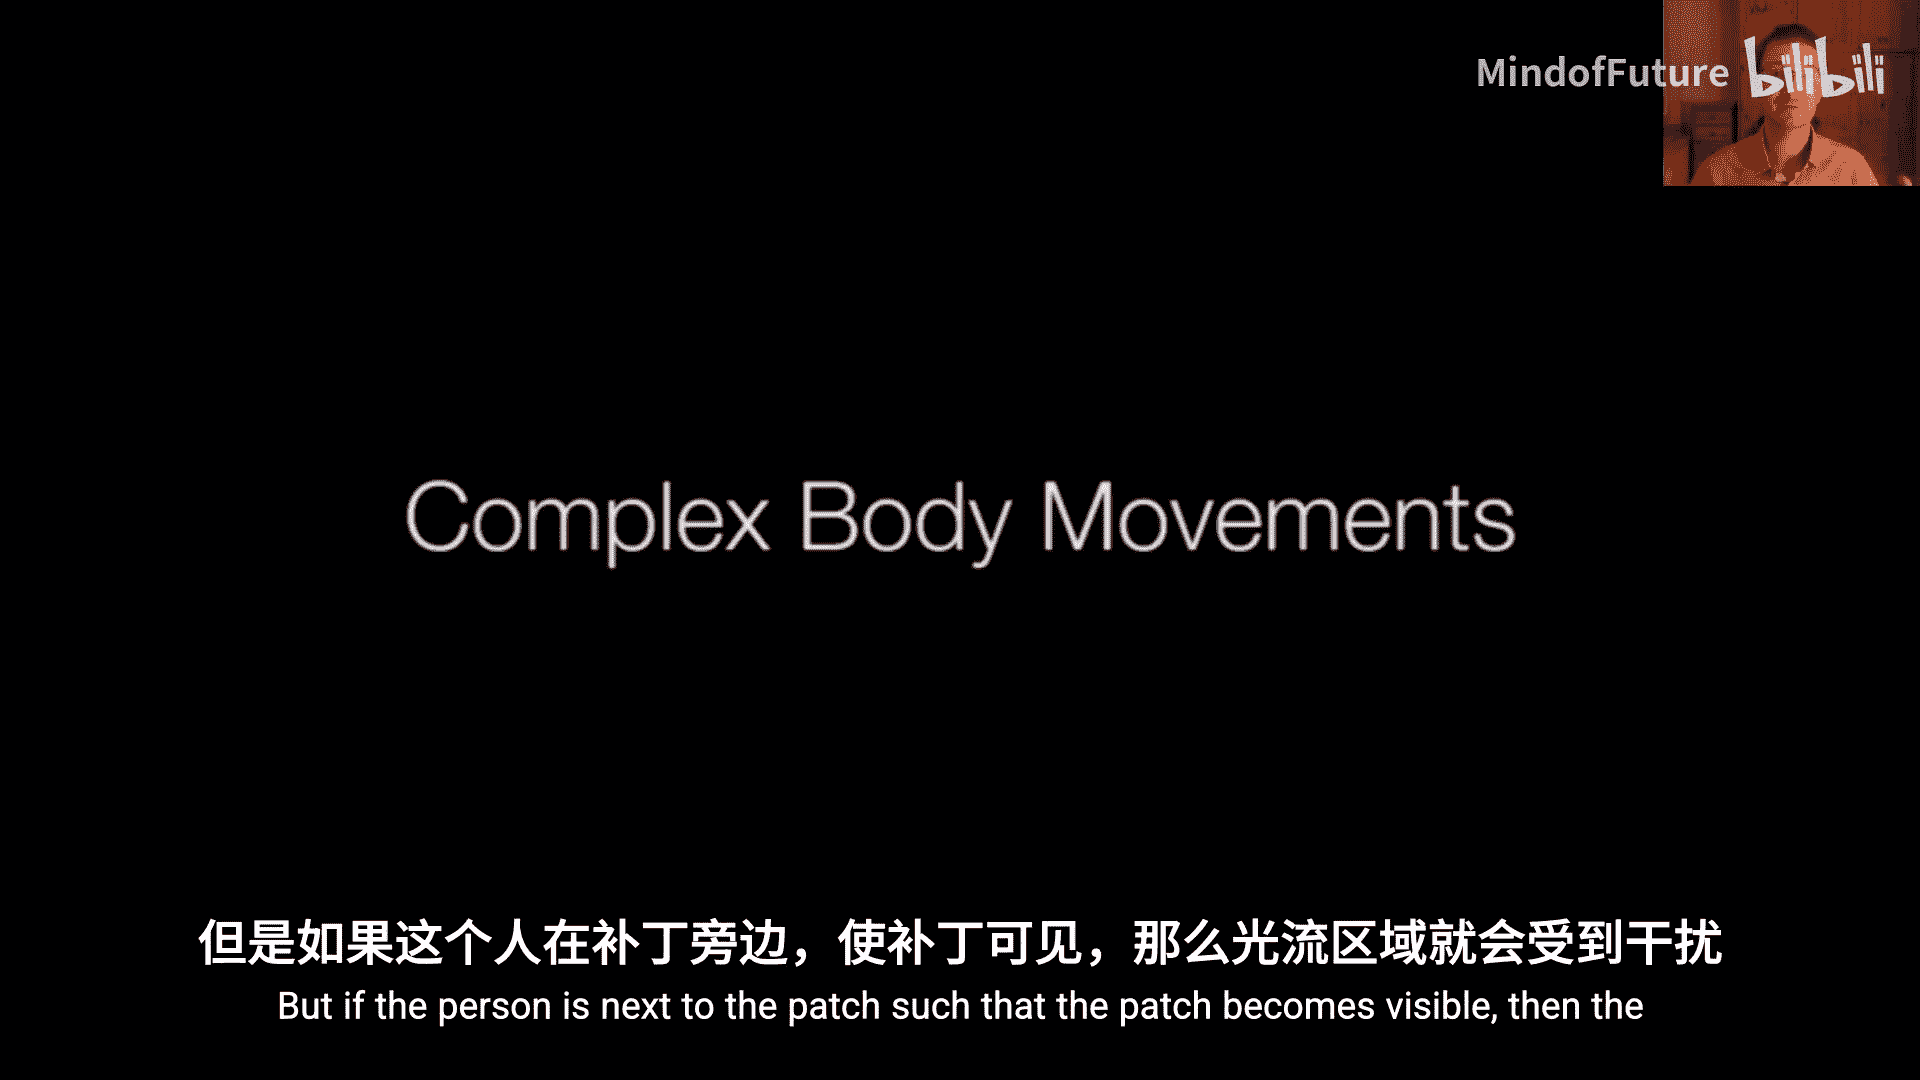 MindofFuture bilibili
Complex Body Movements
但是如果这个人在补丁旁边，使补丁可见，那么光流区域就会受到干扰
But if the person is next to the patch such that the patch becomes visible, then the